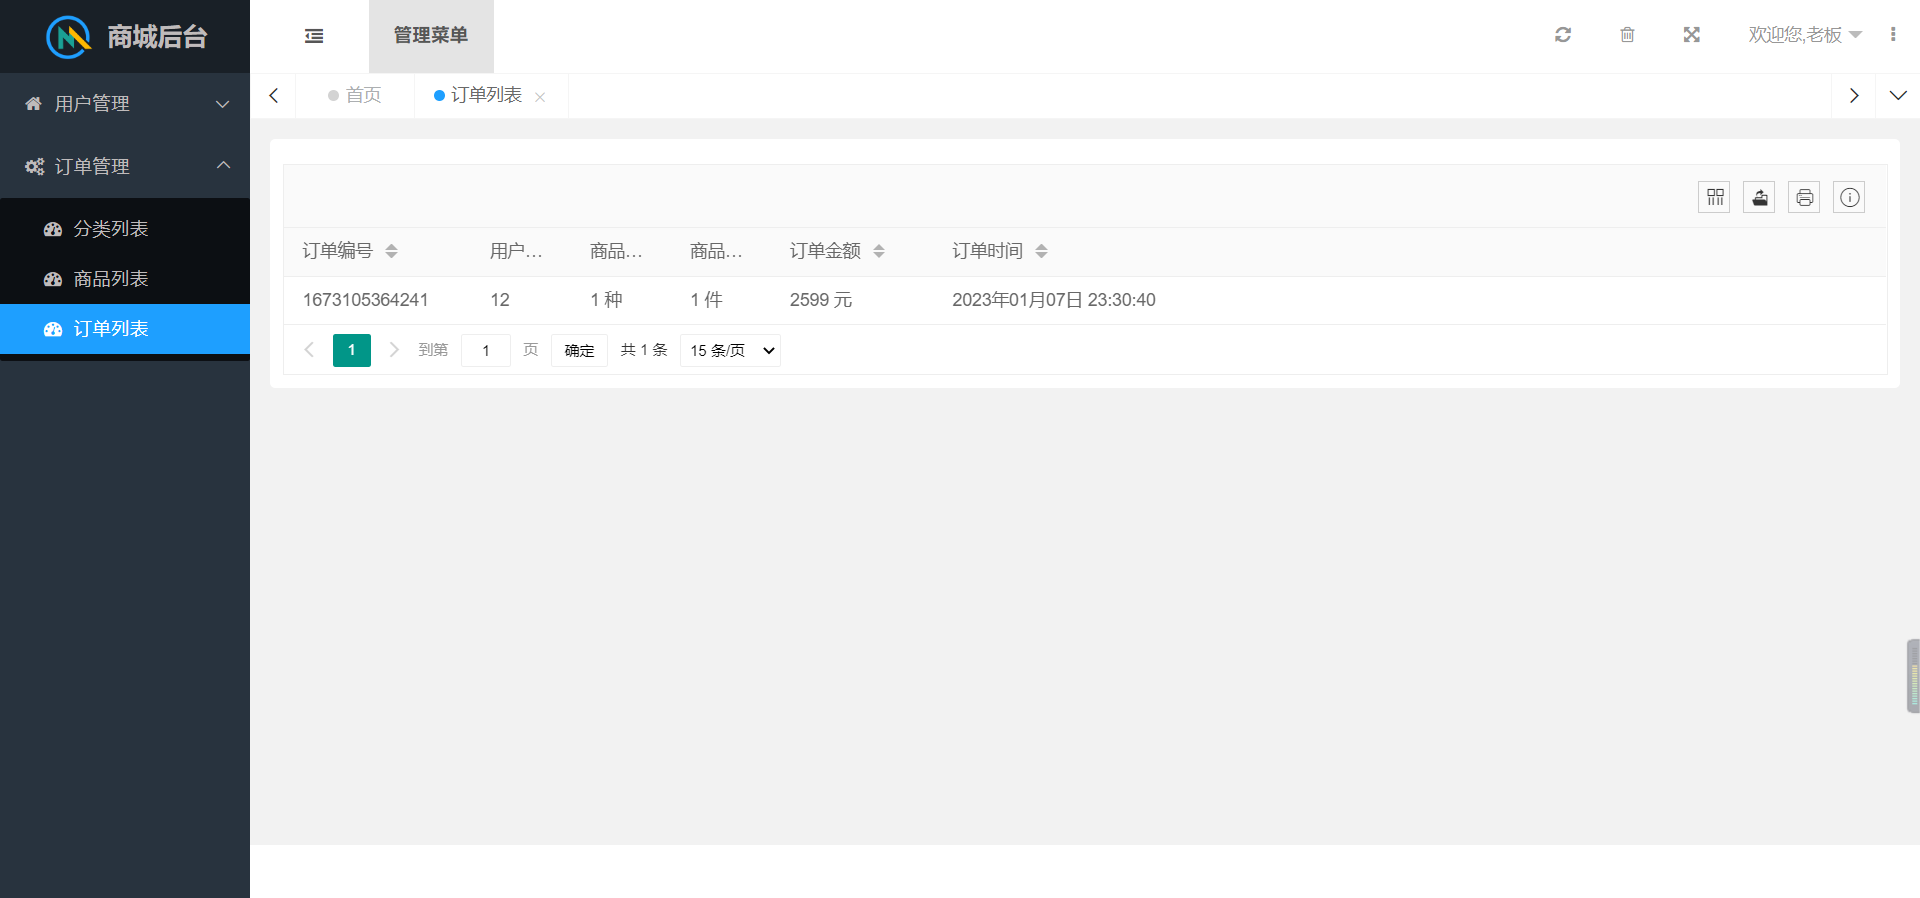 商城后台
管理菜单
欢迎您,老板
用户管理
订单管理
分类列表
商品列表
订单列表
首页
订单列表
订单编号 用户... 商品... 商品... 订单金额 订单时间
1673105364241 12 1 种 1 件 2599 元 2023年01月07日 23:30:40
1 到第 1 页 确定 共 1 条 15 条/页